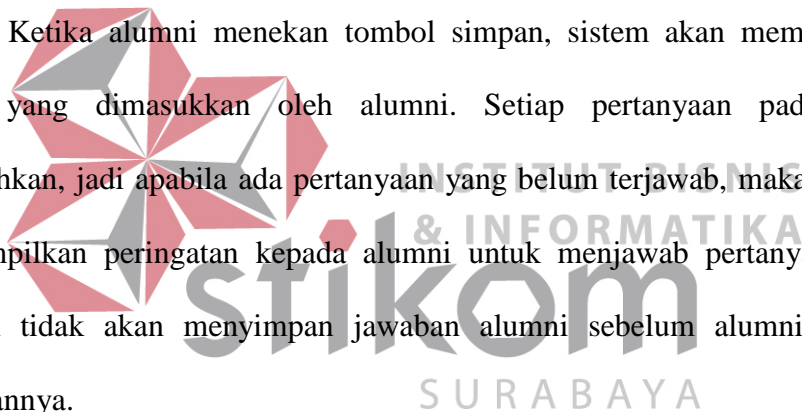 Ketika alumni menekan tombol simpan, sistem akan mem
yang dimasukkan oleh alumni. Setiap pertanyaan pad
hkan, jadi apabila ada pertanyaan yang belum terjawab, maka
INSTITUT BISNIS
& INFORMATIKA
npilkan peringatan kepada alumni untuk menjawab pertany
stikom
tidak akan menyimpan jawaban alumni sebelum alumni
annya.
SURABAYA